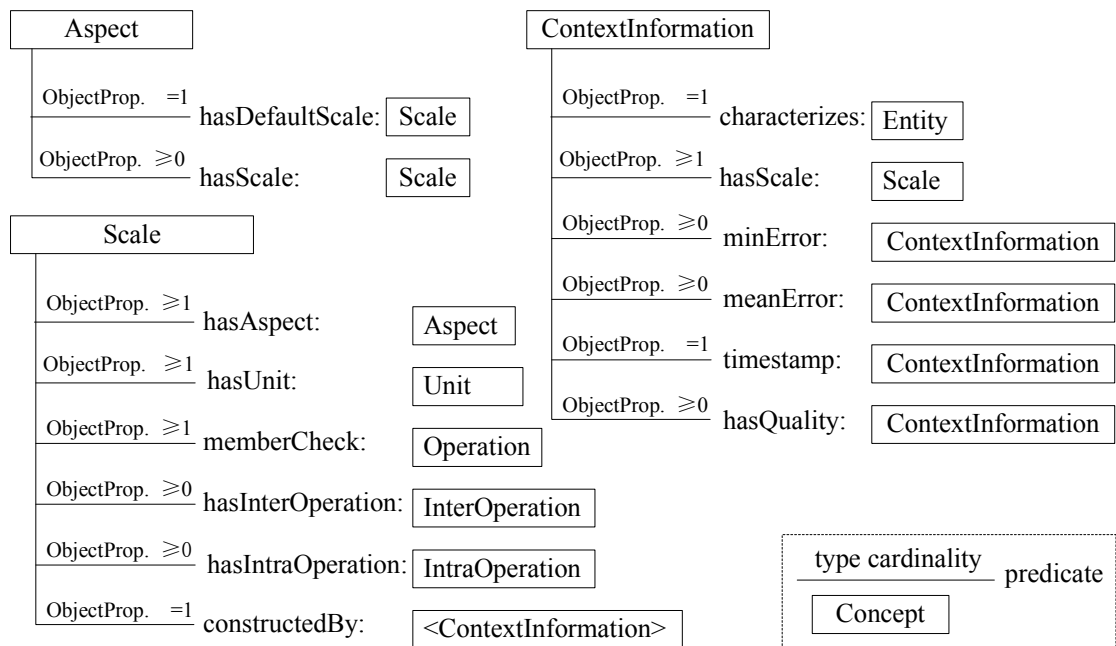 Aspect
ObjectProp. =1 hasDefaultScale: Scale
ObjectProp. ≥0 hasScale: Scale
Scale
ObjectProp. ≥1 hasAspect: Aspect
ObjectProp. ≥1 hasUnit: Unit
ObjectProp. ≥1 memberCheck: Operation
ObjectProp. ≥0 hasInterOperation: InterOperation
ObjectProp. ≥0 hasIntraOperation: IntraOperation
ObjectProp. =1 constructedBy: <ContextInformation>
ContextInformation
ObjectProp. =1 characterizes: Entity
ObjectProp. ≥1 hasScale: Scale
ObjectProp. ≥0 minError: ContextInformation
ObjectProp. ≥0 meanError: ContextInformation
ObjectProp. =1 timestamp: ContextInformation
ObjectProp. ≥0 hasQuality: ContextInformation
type cardinality predicate
Concept